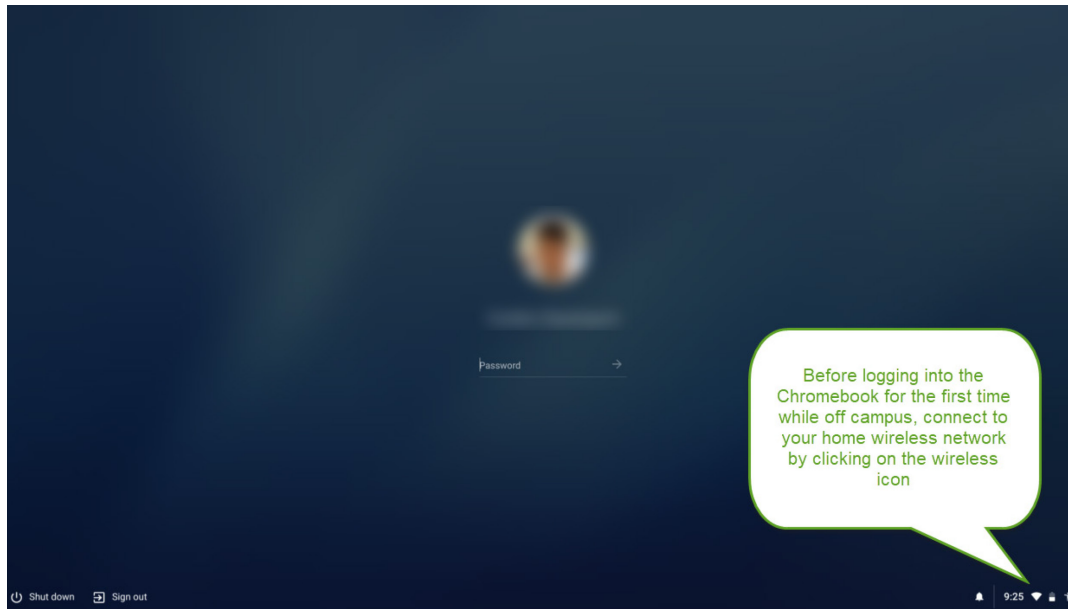 Password
Before logging into the
Chromebook for the first time
while off campus, connect to
your home wireless network
by clicking on the wireless
icon
Shut down Sign out 9:25